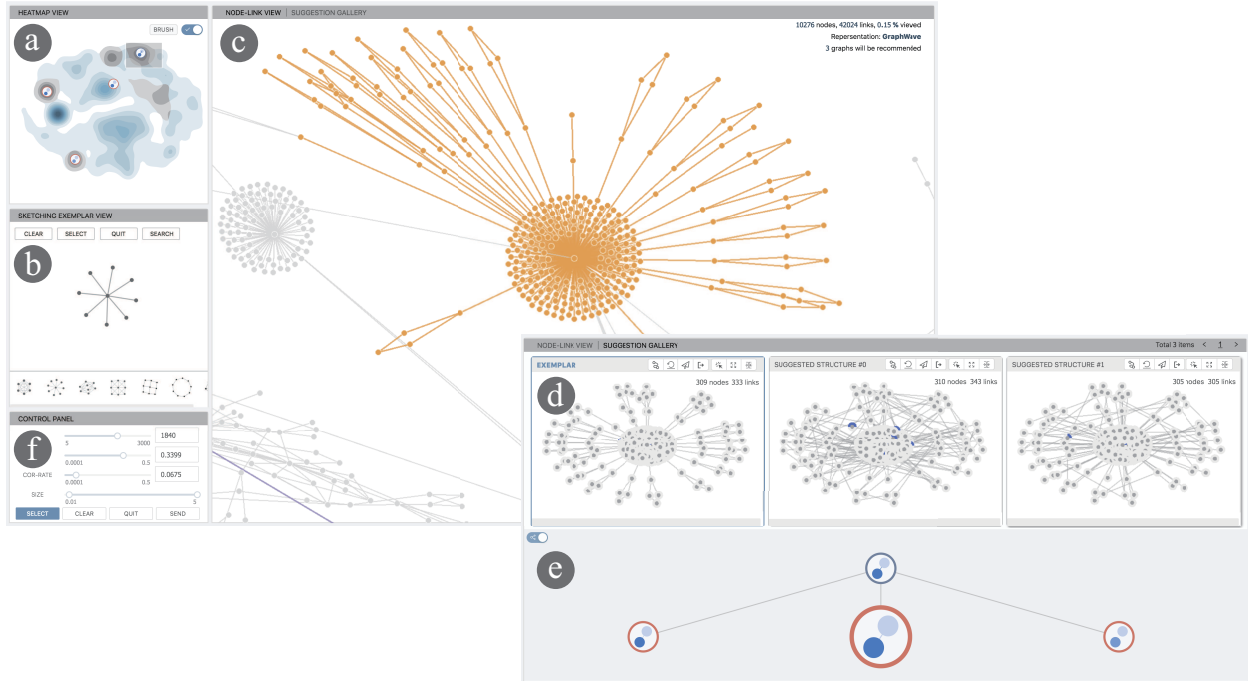 HEATMAP VIEW
a
BRUSH
NODE-LINK VIEW | SUGGESTION GALLERY
c
10276 nodes, 42024 links, 0.15 % viewed
Representation: GraphWave
3 graphs will be recommended
SKETCHING EXEMPLAR VIEW
CLEAR SELECT QUIT SEARCH
b
CONTROL PANEL
f
1840
5 3000
0.3399
0.0001 0.5
COR-RATE
0.0675
0.0001 0.5
SIZE
0.01 5
SELECT CLEAR QUIT SEND
NODE-LINK VIEW | SUGGESTION GALLERY
Total 3 items < 1 >
EXEMPLAR
309 nodes 333 links
d
SUGGESTED STRUCTURE #0
310 nodes 343 links
SUGGESTED STRUCTURE #1
305 nodes 305 links
e